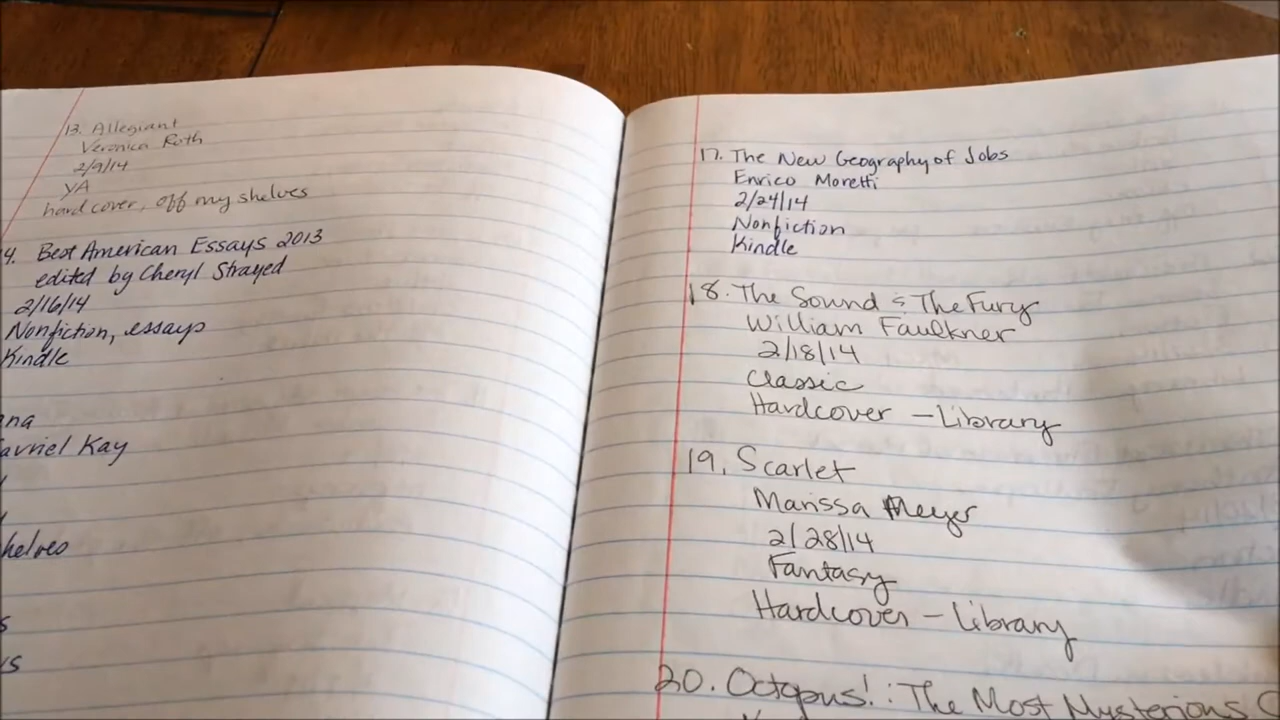 13. Allegiant
Veronica Roth
2/9/14
YA
hardcover, off my shelves
4. Best American Essays 2013
edited by Cheryl Strayed
2/16/14
Nonfiction, essays
Kindle
ana
avriel Kay
helves
s
us
17. The New Geography of Jobs
Enrico Moretti
2/24/14
Nonfiction
Kindle
18. The Sound & The Fury
William Faulkner
2/18/14
Classic
Hardcover - Library
19. Scarlet
Marissa Meyer
2/28/14
Fantasy
Hardcover - Library
20. Octopus! : The Most Mysterious